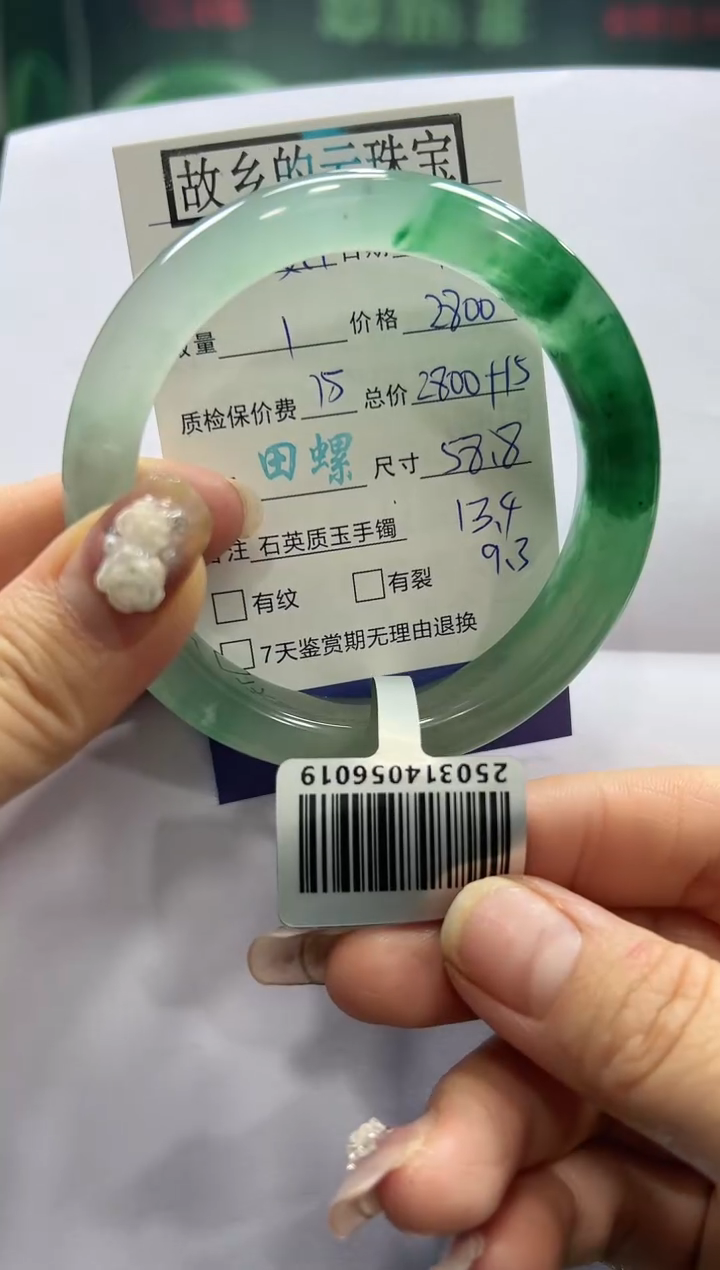 故乡的云珠宝
量 1 价格 2800
质检保价费 15 总价 2800+15
田螺 尺寸 58.8
注 石英质玉手镯 13.4
9.3
有纹 有裂
7天鉴赏期无理由退换
250314056019